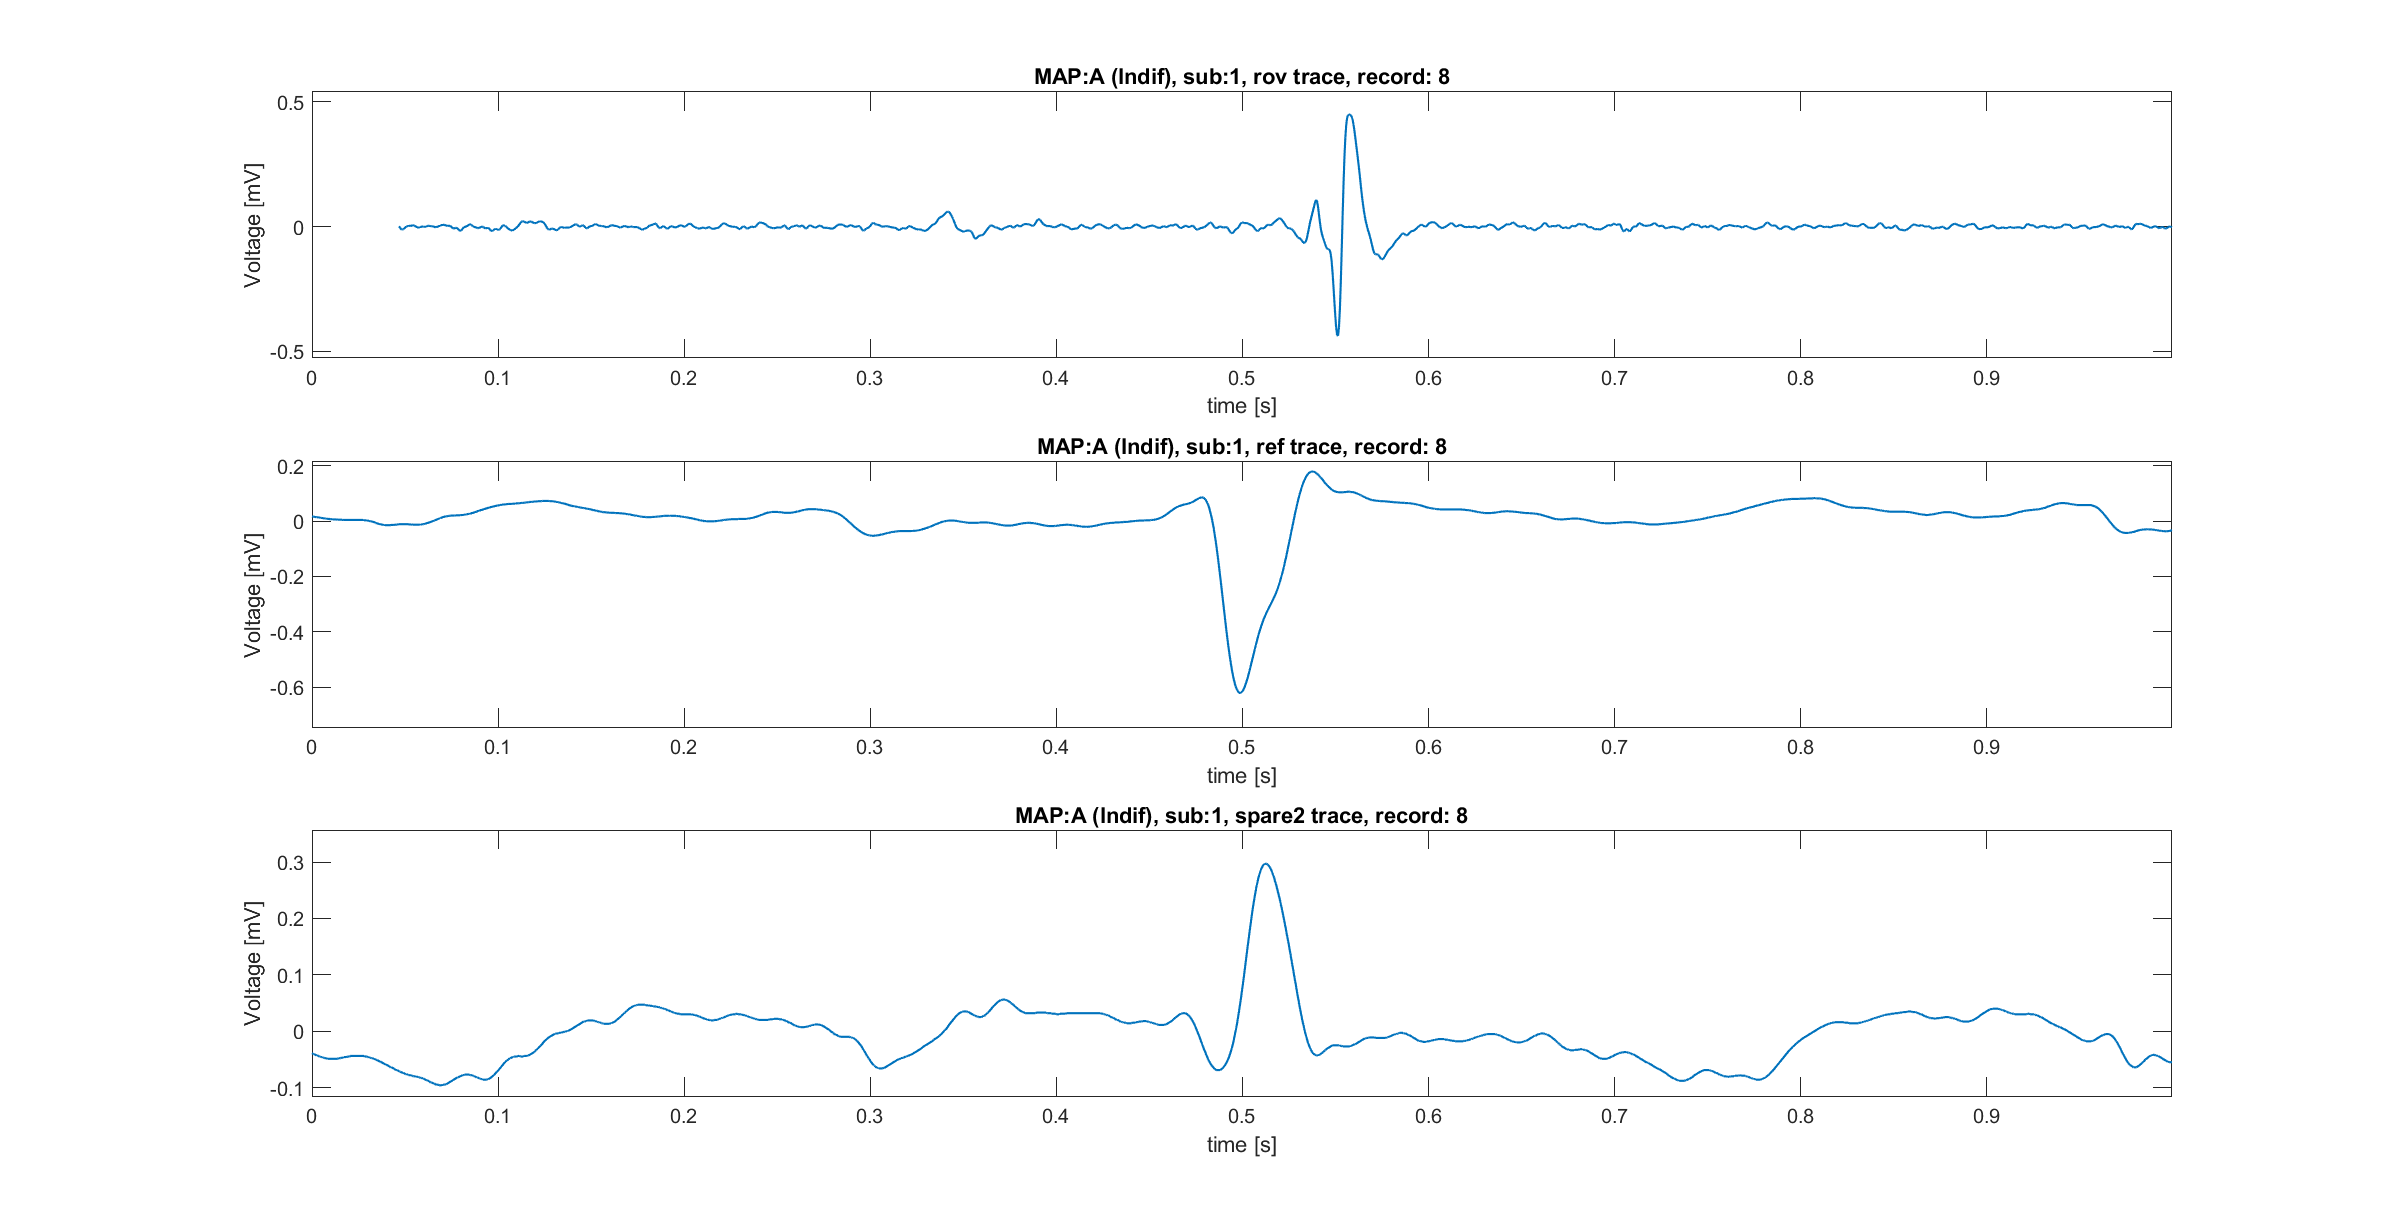 MAP:A (Indif), sub:1, rov trace, record: 8
0.5
0
-0.5
Voltage [mV]
0 0.1 0.2 0.3 0.4 0.5 0.6 0.7 0.8 0.9
time [s]
MAP:A (Indif), sub:1, ref trace, record: 8
0.2
0
-0.2
-0.4
-0.6
Voltage [mV]
0 0.1 0.2 0.3 0.4 0.5 0.6 0.7 0.8 0.9
time [s]
MAP:A (Indif), sub:1, spare2 trace, record: 8
0.3
0.2
0.1
0
-0.1
Voltage [mV]
0 0.1 0.2 0.3 0.4 0.5 0.6 0.7 0.8 0.9
time [s]